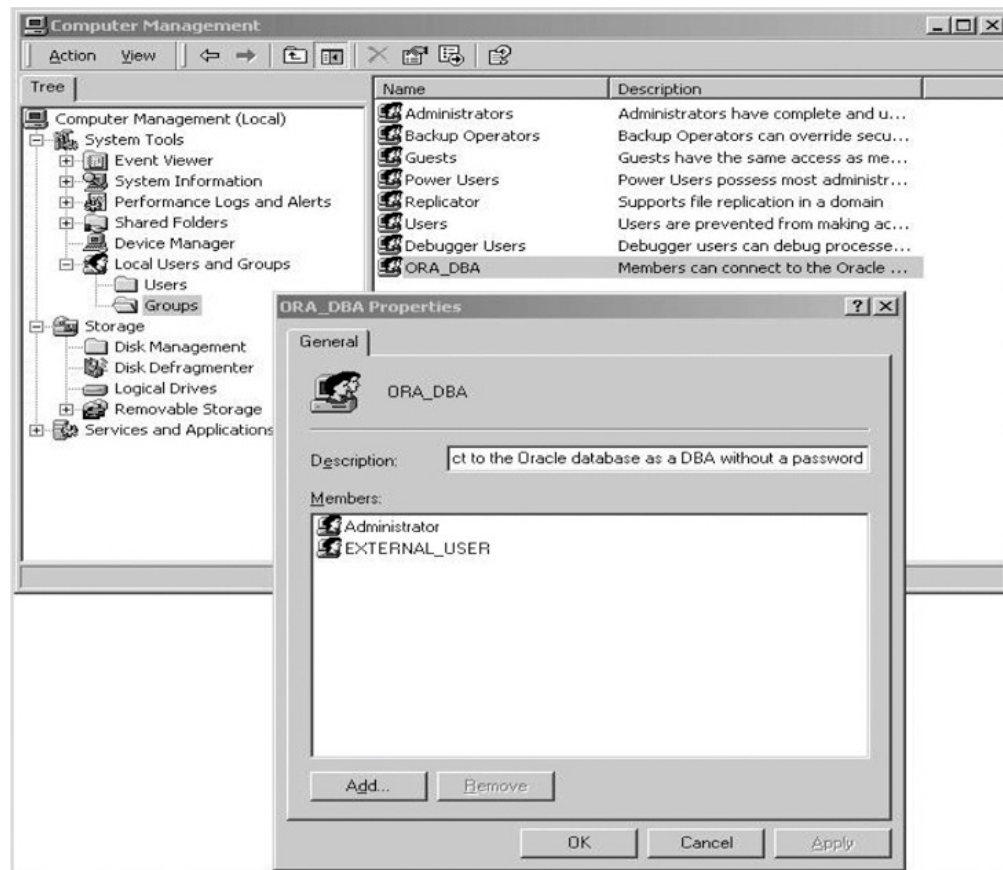 Computer Management
Action View
Tree
Name Description
Computer Management (Local)
System Tools
Event Viewer
System Information
Performance Logs and Alerts
Shared Folders
Device Manager
Local Users and Groups
Users
Groups
Storage
Disk Management
Disk Defragmenter
Logical Drives
Removable Storage
Services and Applications
Administrators Administrators have complete and u...
Backup Operators Backup Operators can override secu...
Guests Guests have the same access as me...
Power Users Power Users possess most administr...
Replicator Supports file replication in a domain
Users Users are prevented from making ac...
Debugger Users Debugger users can debug processe...
ORA_DBA Members can connect to the Oracle ...
ORA_DBA Properties
General
ORA_DBA
Description: ct to the Oracle database as a DBA without a password
Members:
Administrator
EXTERNAL_USER
Add... Remove
OK Cancel Apply